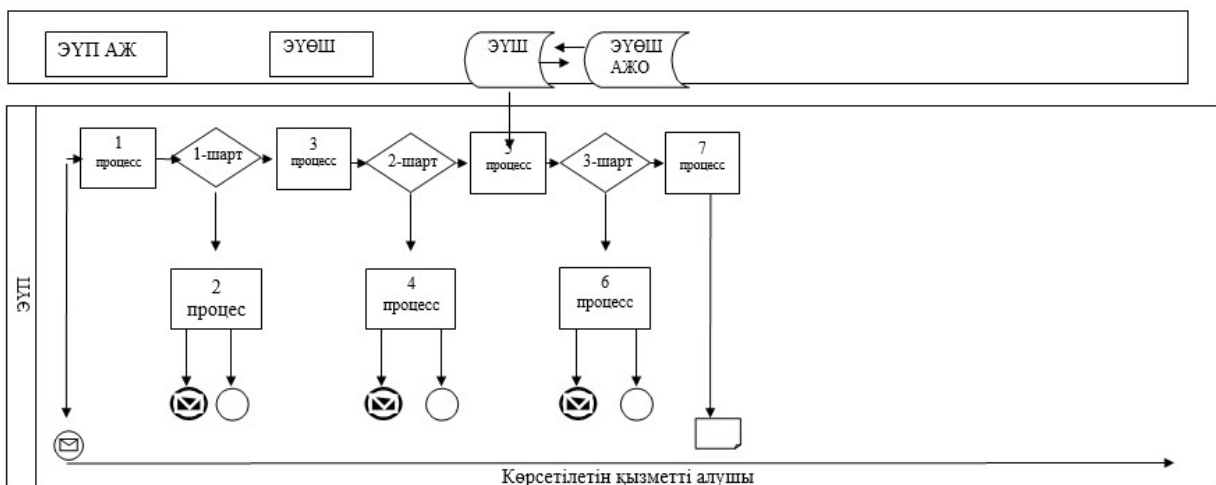 ЭҮП АЖ
ЭҮӨШ
ЭҮШ
ЭҮӨШ
АЖО
ЭҮП
1
процесс
1-шарт
3
процесс
2-шарт
5
процесс
3-шарт
7
процесс
2
процес
4
процесс
6
процесс
Көрсетілетін қызметті алушы